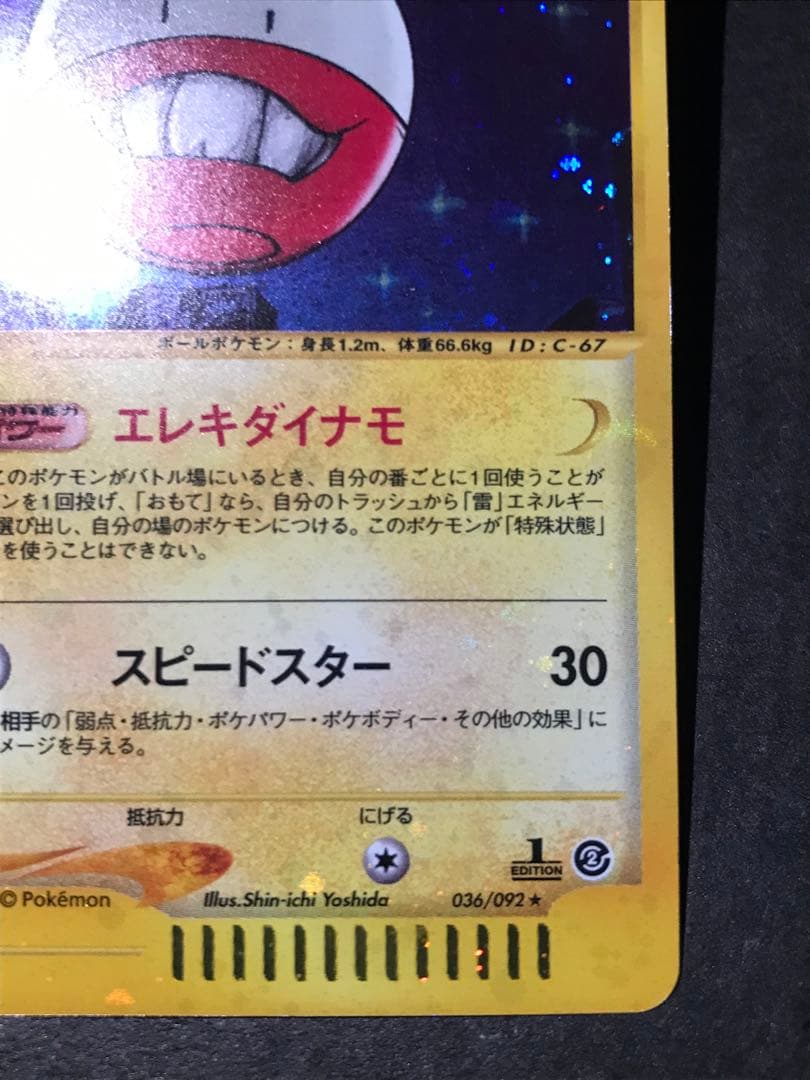 ボールポケモン：身長1.2m、体重66.6kg ID：C-67
特殊能力
パワー エレキダイナモ
このポケモンがバトル場にいるとき、自分の番ごとに1回使うことが
ンを1回投げ、「おもて」なら、自分のトラッシュから「雷」エネルギー
選び出し、自分の場のポケモンにつける。このポケモンが「特殊状態」
を使うことはできない。
スピードスター 30
相手の「弱点・抵抗力・ポケパワー・ポケボディー・その他の効果」に
メージを与える。
抵抗力 にげる
1
EDITION 2
© Pokémon Illus.Shin-ichi Yoshida 036/092★